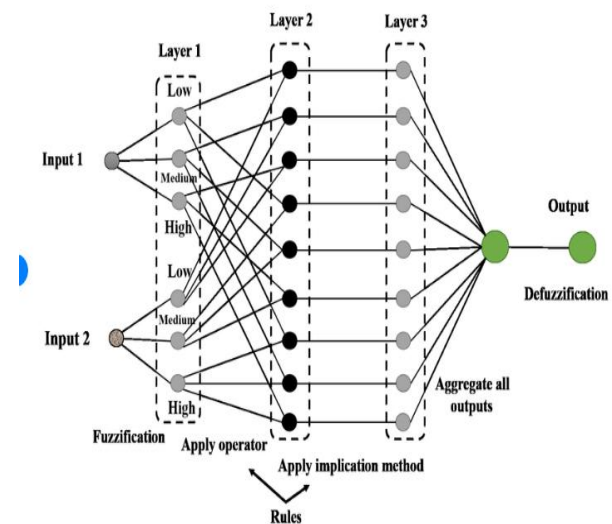 Layer 1
Layer 2
Layer 3
Low
Input 1
Medium
High
Low
Output
Medium
Defuzzification
Input 2
High
Aggregate all
outputs
Fuzzification
Apply operator
Apply implication method
Rules